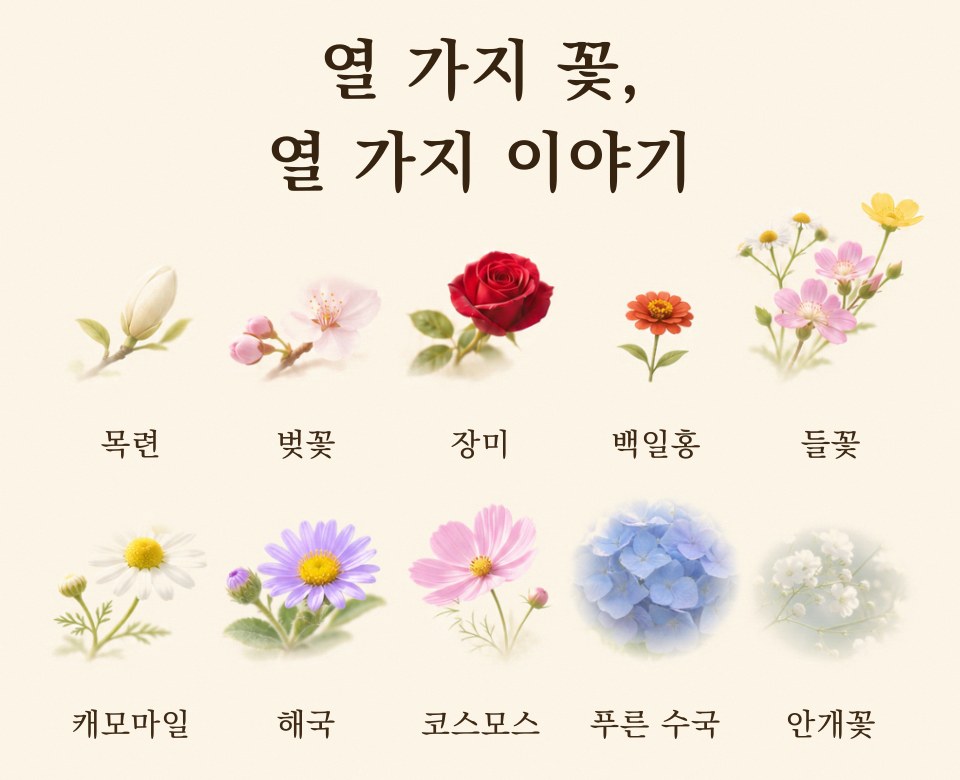 열 가지 꽃,
열 가지 이야기
목련 벚꽃 장미 백일홍 들꽃
캐모마일 해국 코스모스 푸른 수국 안개꽃